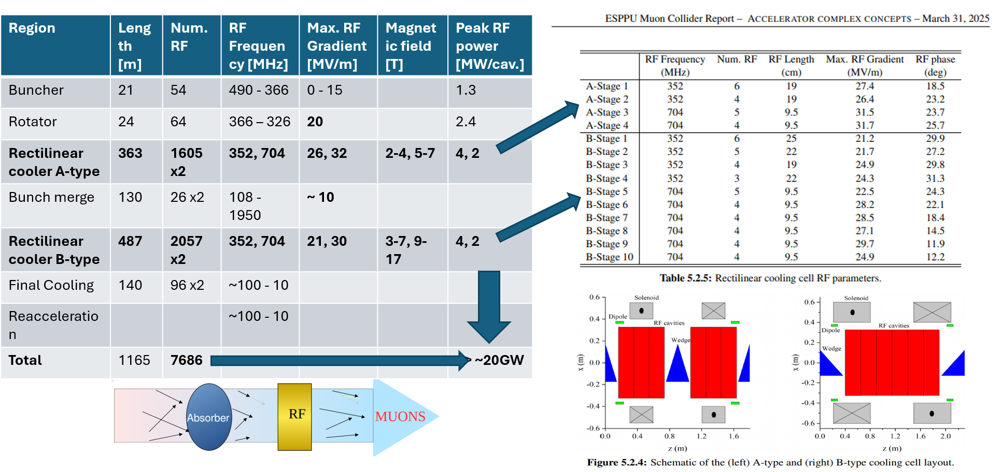 ESPPU Muon Collider Report – ACCELERATOR COMPLEX CONCEPTS – March 31, 2025
Region Leng Num. RF Max. RF Magnet Peak RF
th RF Frequen Gradient ic field power
[m] cy [MHz] [MV/m] [T] [MW/cav.]
Buncher 21 54 490 - 366 0 - 15 1.3
Rotator 24 64 366 – 326 20 2.4
Rectilinear 363 1605 352, 704 26, 32 2-4, 5-7 4, 2
cooler A-type x2
Bunch merge 130 26 x2 108 - ~ 10
1950
Rectilinear 487 2057 352, 704 21, 30 3-7, 9- 4, 2
cooler B-type x2 17
Final Cooling 140 96 x2 ~100 - 10
Reacceleratio ~100 - 10
n
Total 1165 7686 ~20GW
Absorber
RF
MUONS
RF Frequency Num. RF RF Length Max. RF Gradient RF phase
(MHz) (cm) (MV/m) (deg)
A-Stage 1 352 6 19 27.4 18.5
A-Stage 2 352 4 19 26.4 23.2
A-Stage 3 704 5 9.5 31.5 23.7
A-Stage 4 704 4 9.5 31.7 25.7
B-Stage 1 352 6 25 21.2 29.9
B-Stage 2 352 5 22 21.7 27.2
B-Stage 3 352 4 19 24.9 29.8
B-Stage 4 352 3 22 24.3 31.3
B-Stage 5 704 5 9.5 22.5 24.3
B-Stage 6 704 4 9.5 28.2 22.1
B-Stage 7 704 4 9.5 28.5 18.4
B-Stage 8 704 4 9.5 27.1 14.5
B-Stage 9 704 4 9.5 29.7 11.9
B-Stage 10 704 4 9.5 24.9 12.2
Table 5.2.5: Rectilinear cooling cell RF parameters.
0.6
0.4
0.2
0.0
-0.2
-0.4
-0.6
x (m)
Solenoid
Dipole
RF cavities
Wedge
0.0 0.4 0.8 1.2 1.6
z (m)
0.6
0.4
0.2
0.0
-0.2
-0.4
-0.6
x (m)
Solenoid
Dipole
RF cavities
Wedge
0.0 0.4 0.8 1.2 1.6 2.0
z (m)
Figure 5.2.4: Schematic of the (left) A-type and (right) B-type cooling cell layout.